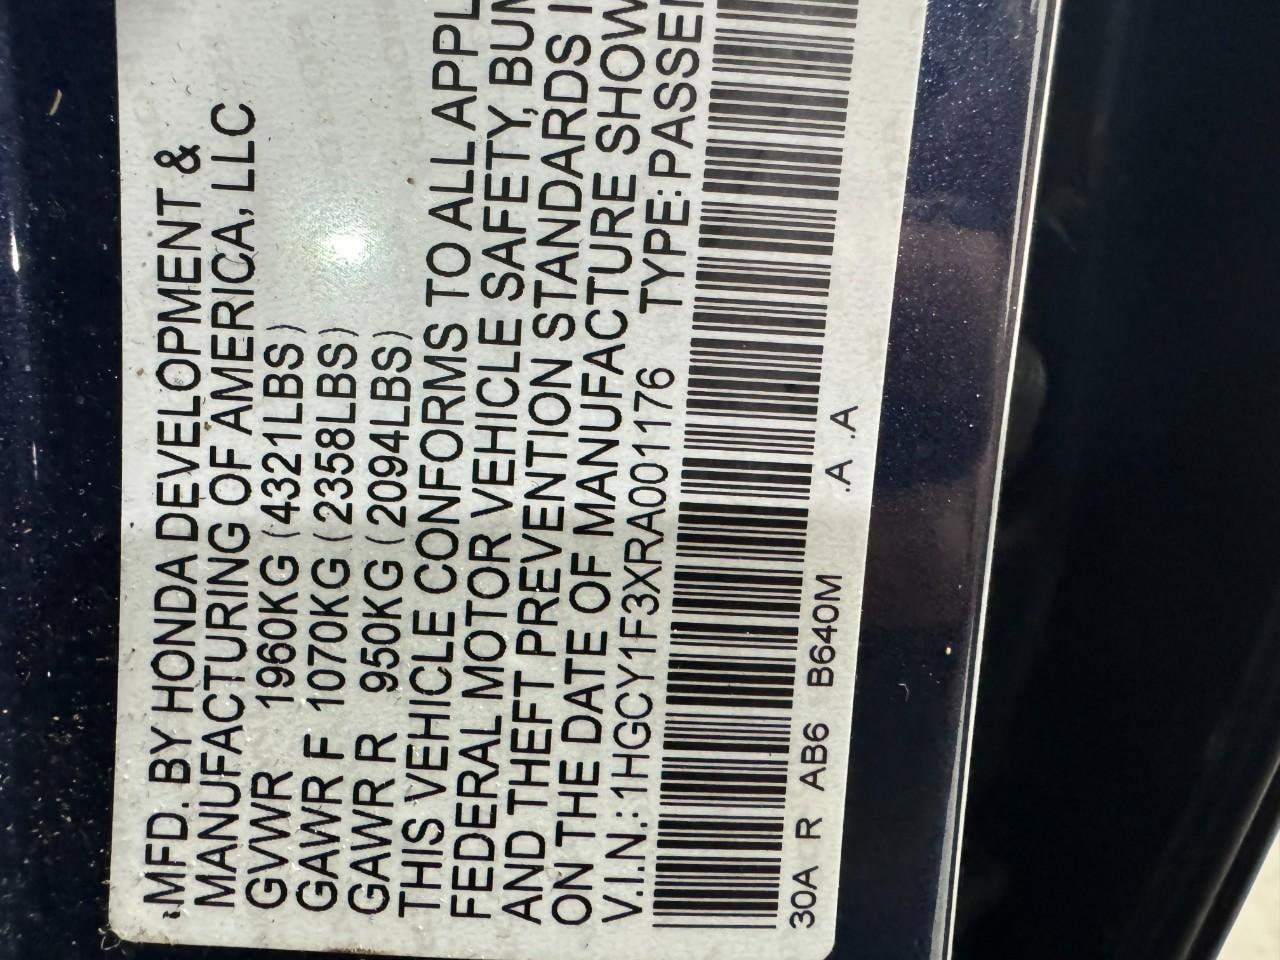 MFD. BY HONDA DEVELOPMENT &
MANUFACTURING OF AMERICA, LLC
GVWR 1960KG (4321LBS)
GAWR F 1070KG (2358LBS)
GAWR R 950KG (2094LBS)
THIS VEHICLE CONFORMS TO ALL APPL
FEDERAL MOTOR VEHICLE SAFETY, BUM
AND THEFT PREVENTION STANDARDS I
ON THE DATE OF MANUFACTURE SHOW
V.I.N.: 1HGCY1F3XRA001176 TYPE: PASSE
30A R AB6 B640M .A .A